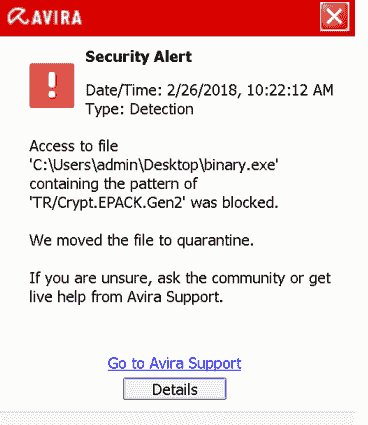 AVIRA
Security Alert
Date/Time: 2/26/2018, 10:22:12 AM
Type: Detection
Access to file
'C:\Users\admin\Desktop\binary.exe'
containing the pattern of
'TR/Crypt.EPACK.Gen2' was blocked.
We moved the file to quarantine.
If you are unsure, ask the community or get
live help from Avira Support.
Go to Avira Support
Details